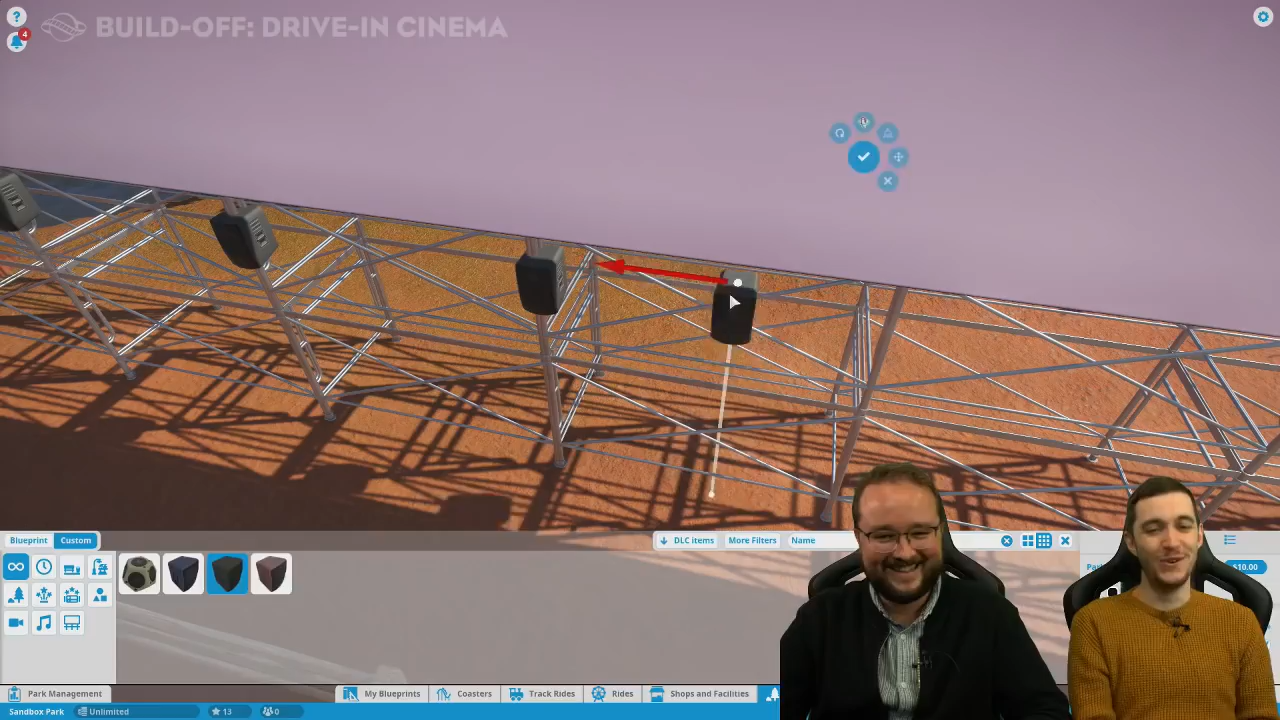 ?
4
BUILD-OFF: DRIVE-IN CINEMA
Blueprint
Custom
DLC items
More Filters
Name
$10.00
Park Management
My Blueprints
Coasters
Track Rides
Rides
Shops and Facilities
Sandbox Park
Unlimited
13
0